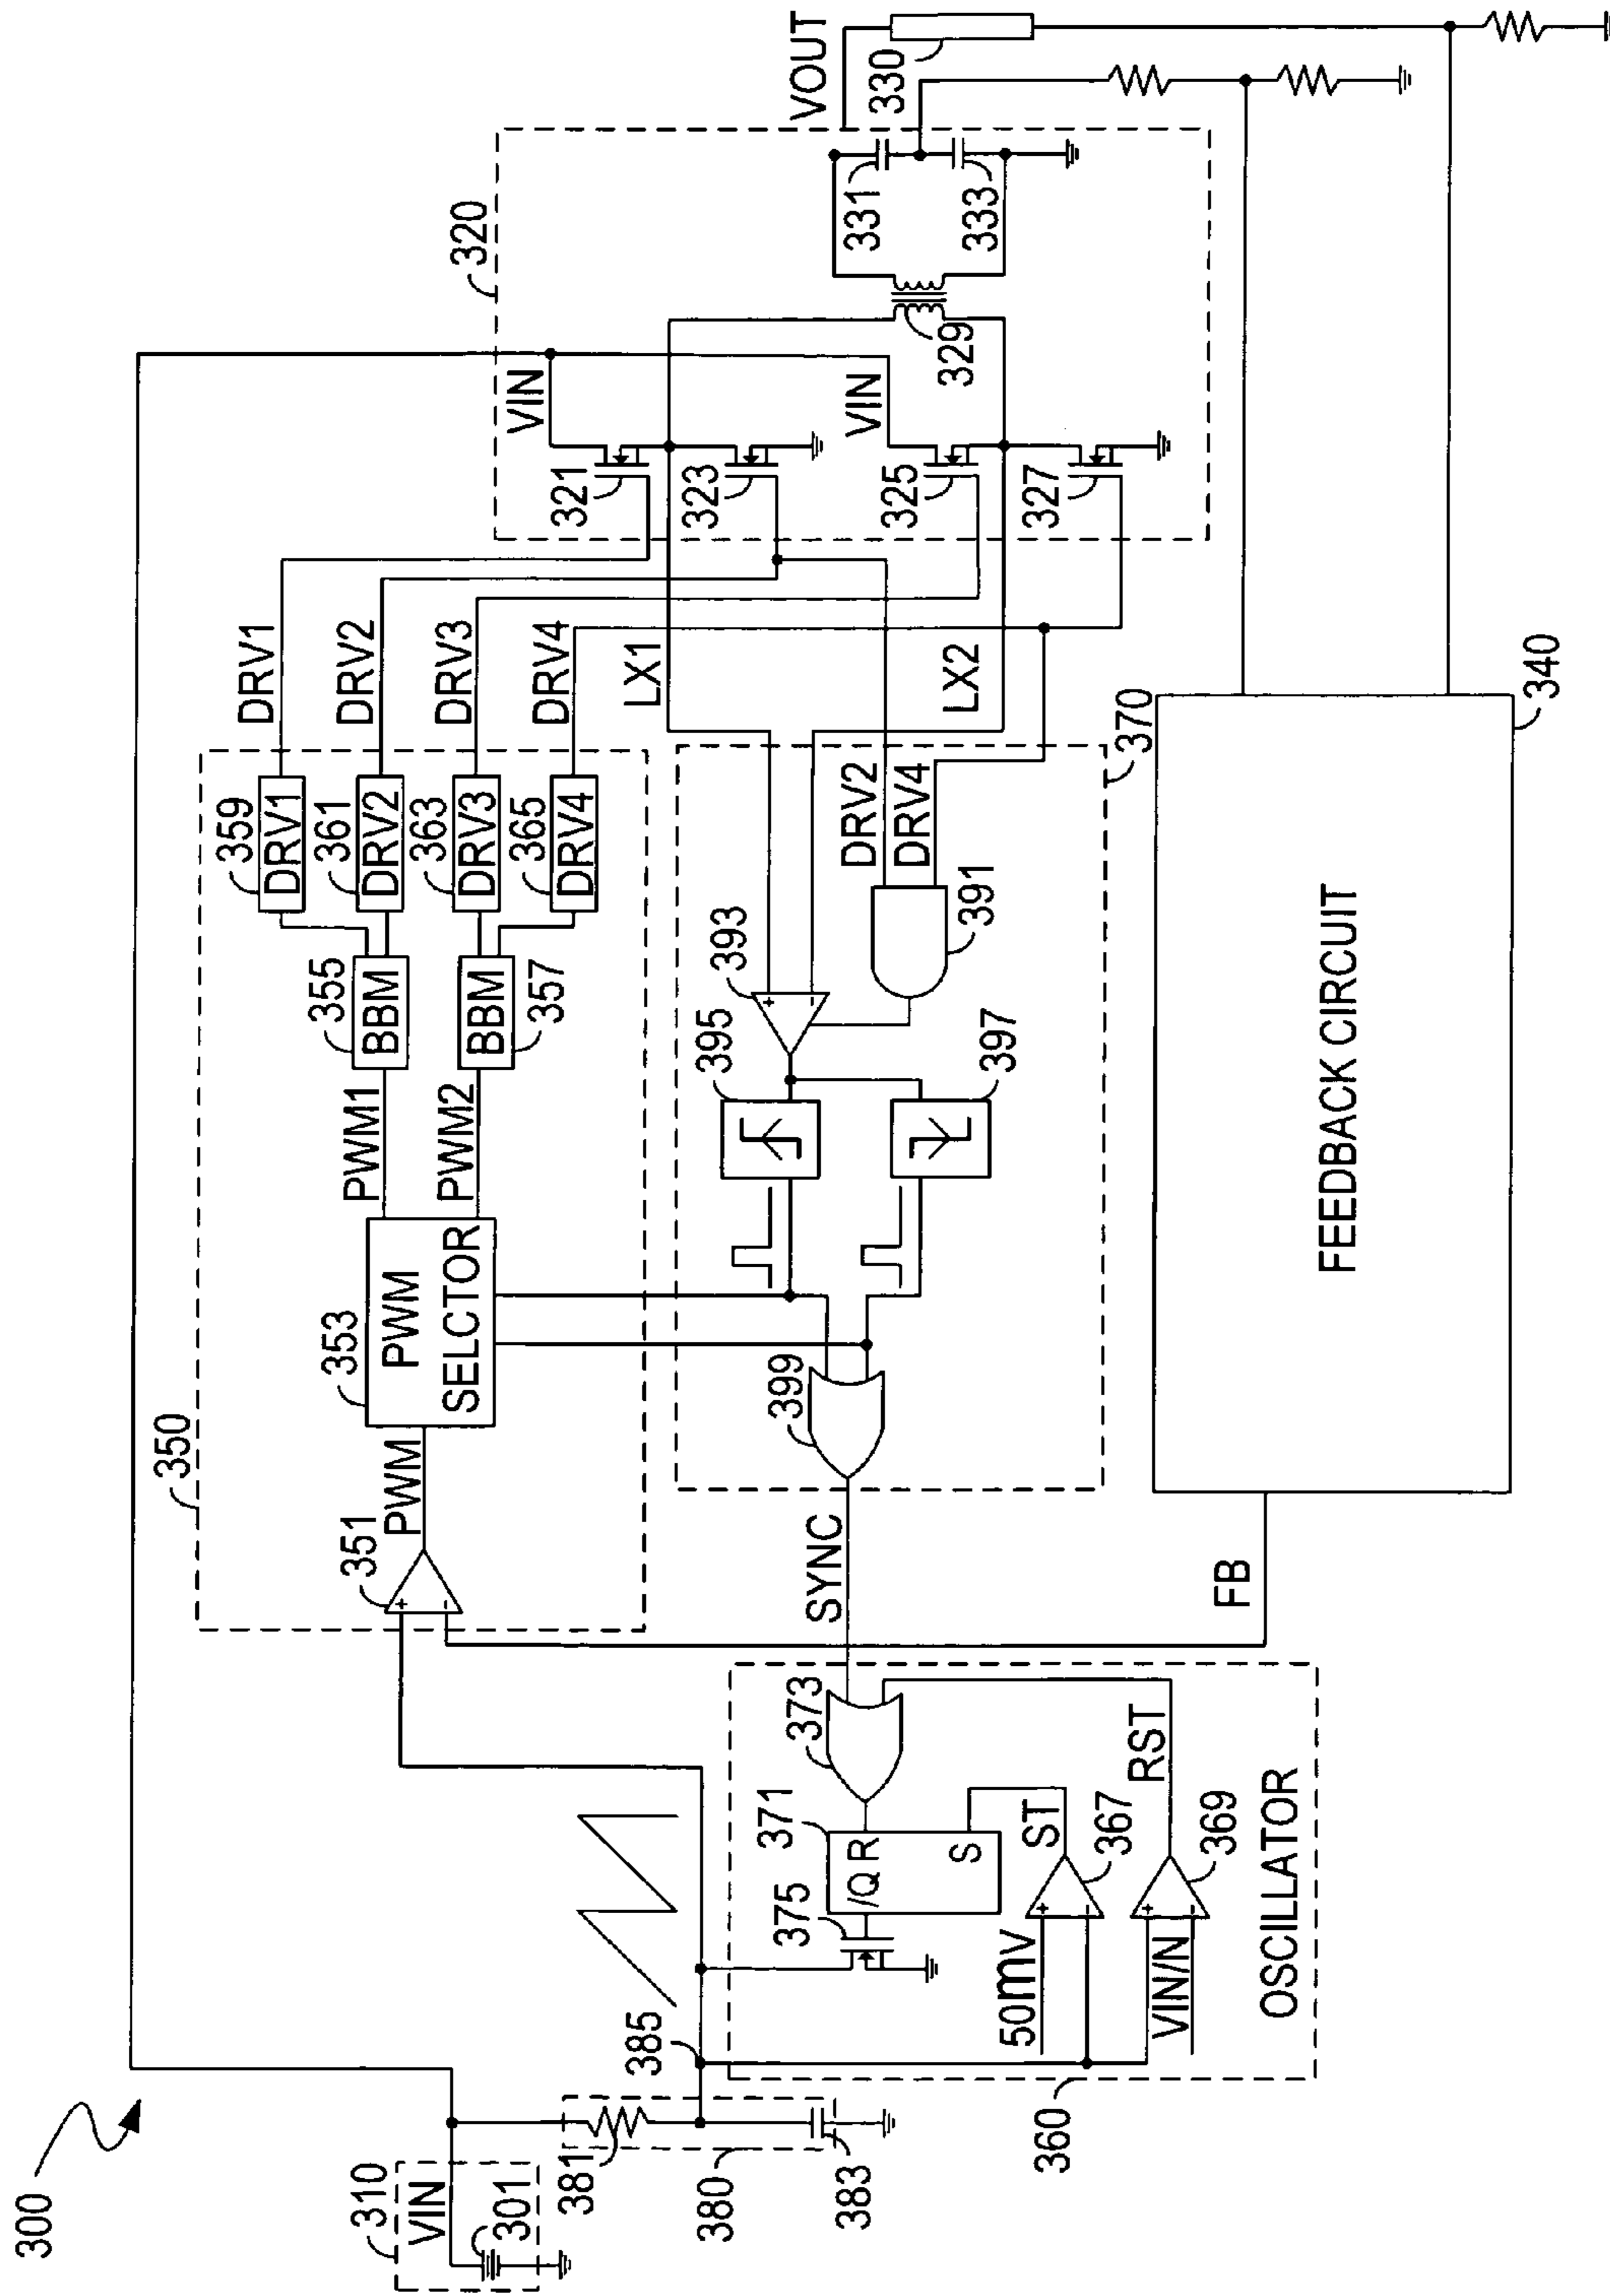 300
310
VIN
301
381
380
383
385
350
351
PWM
353
PWM
SELCTOR
PWM1
PWM2
355
BBM
BBM
357
359
DRV1
361
DRV2
363
DRV3
365
DRV4
DRV1
DRV2
DRV3
DRV4
LX1
LX2
320
VIN
321
323
VIN
325
327
329
331
333
VOUT
330
370
393
395
397
399
391
DRV2
DRV4
SYNC
373
371
/Q R
S
375
ST
367
50mV
RST
369
VIN/N
OSCILLATOR
360
FB
FEEDBACK CIRCUIT
340
+
-
+
-
+
-
+
-